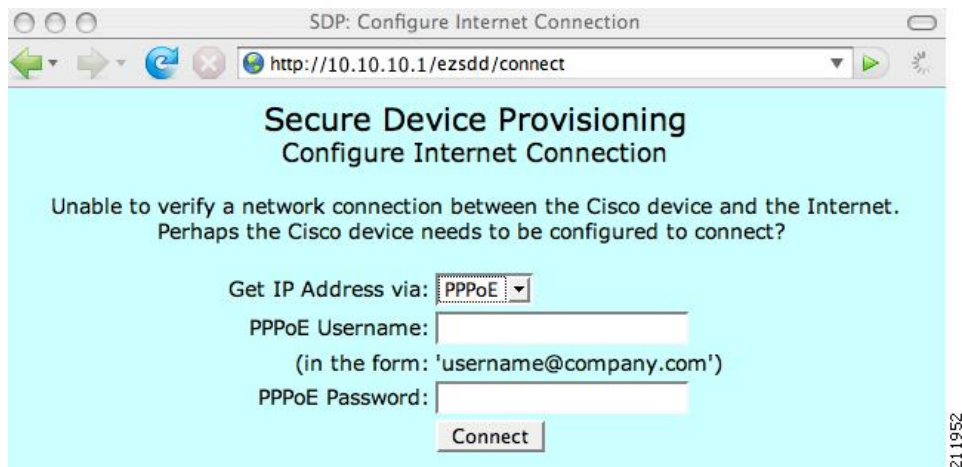 SDP: Configure Internet Connection
http://10.10.10.1/ezsdd/connect
Secure Device Provisioning
Configure Internet Connection
Unable to verify a network connection between the Cisco device and the Internet.
Perhaps the Cisco device needs to be configured to connect?
Get IP Address via: PPPoE
PPPoE Username:
(in the form: 'username@company.com')
PPPoE Password:
Connect
211952